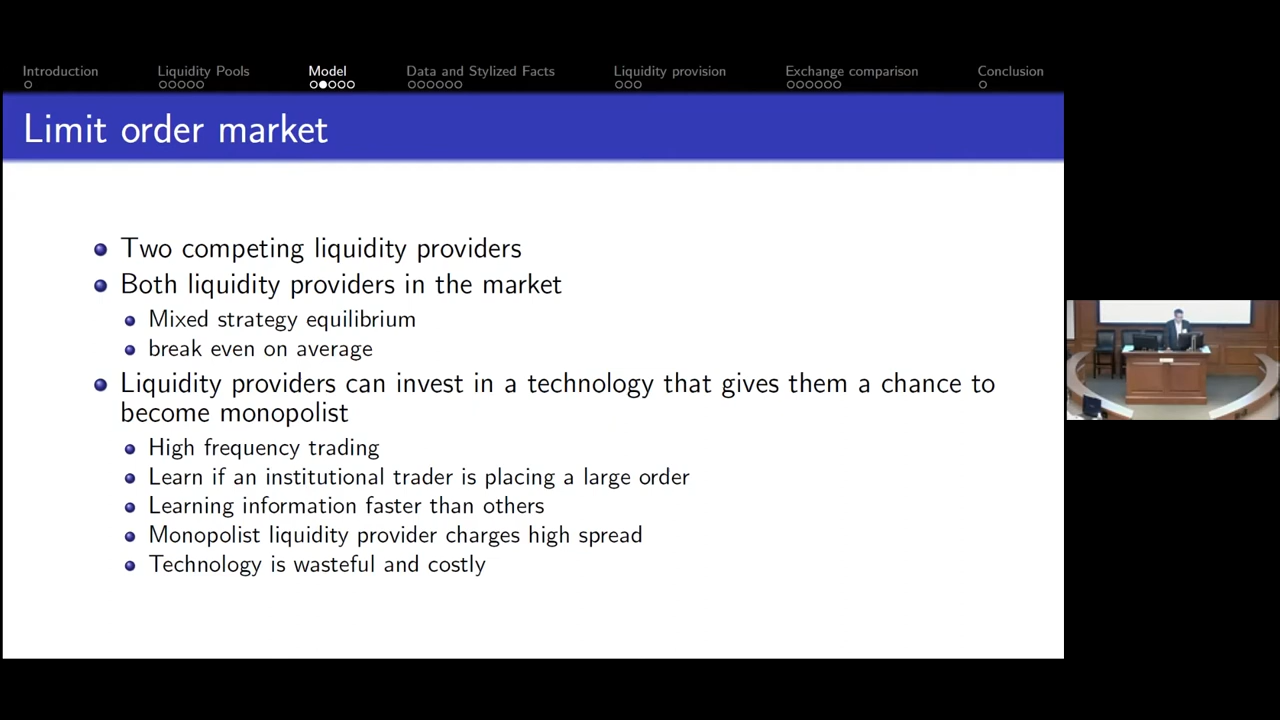 Introduction Liquidity Pools Model Data and Stylized Facts Liquidity provision Exchange comparison Conclusion
Limit order market
Two competing liquidity providers
Both liquidity providers in the market
Mixed strategy equilibrium
break even on average
Liquidity providers can invest in a technology that gives them a chance to
become monopolist
High frequency trading
Learn if an institutional trader is placing a large order
Learning information faster than others
Monopolist liquidity provider charges high spread
Technology is wasteful and costly